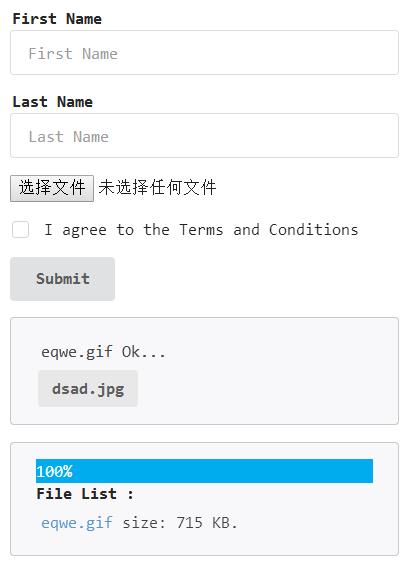 First Name
First Name
Last Name
Last Name
选择文件 未选择任何文件
I agree to the Terms and Conditions
Submit
eqwe.gif Ok...
dsad.jpg
100%
File List :
eqwe.gif size: 715 KB.